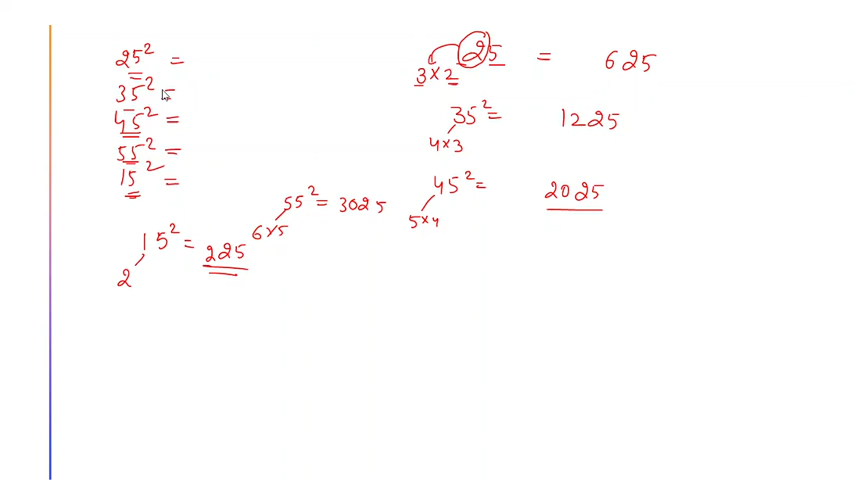 25² =
35² =
45² =
55² =
15² =
25 = 625
3×2
35² = 1225
4×3
45² = 2025
5×4
55² = 3025
6×5
15² = 225
2